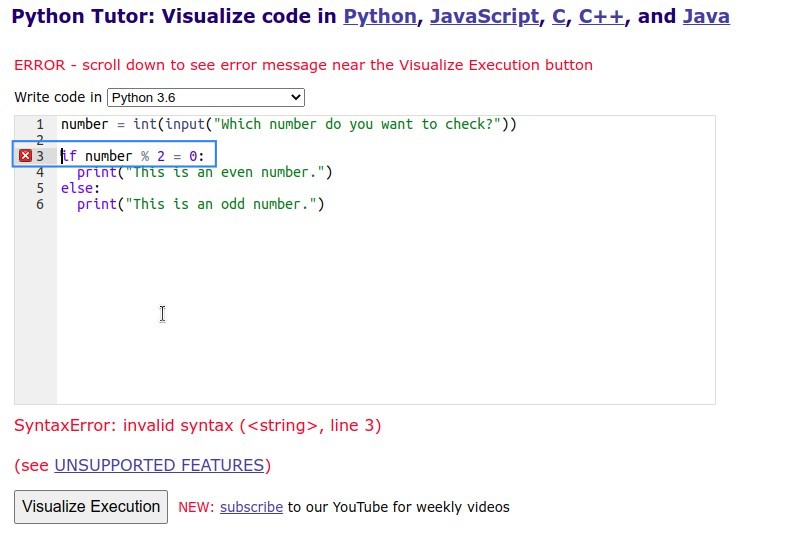 Python Tutor: Visualize code in Python, JavaScript, C, C++, and Java
ERROR - scroll down to see error message near the Visualize Execution button
Write code in Python 3.6
1 number = int(input("Which number do you want to check?"))
2
3 if number % 2 = 0:
4   print("This is an even number.")
5 else:
6   print("This is an odd number.")
SyntaxError: invalid syntax (<string>, line 3)
(see UNSUPPORTED FEATURES)
Visualize Execution NEW: subscribe to our YouTube for weekly videos